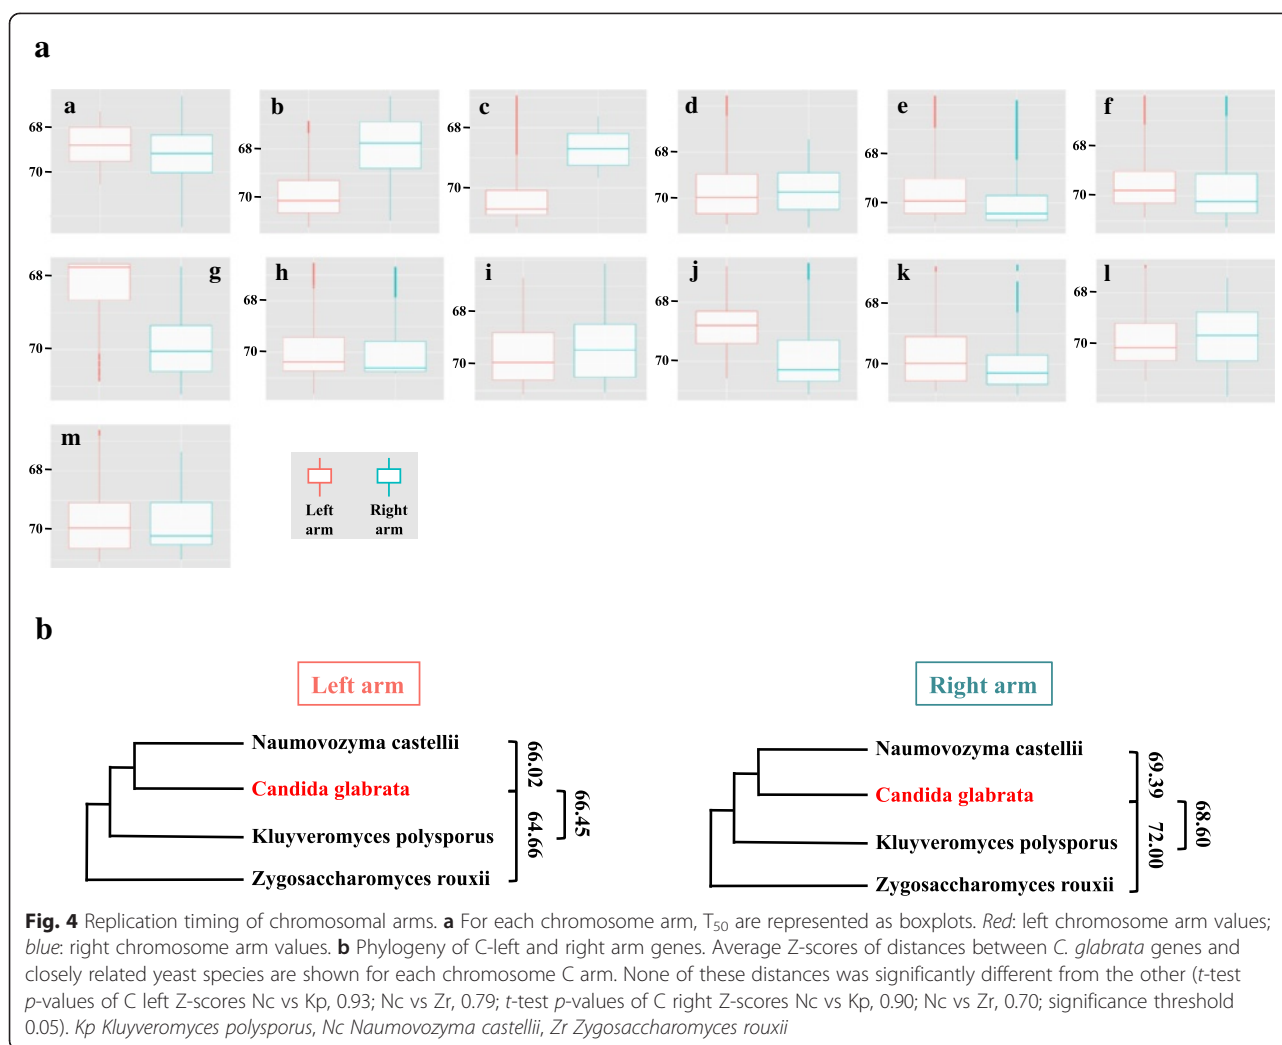 a
a
68
70
b
68
70
c
68
70
d
68
70
e
68
70
f
68
70
g
68
70
h
68
70
i
68
70
j
68
70
k
68
70
l
68
70
m
68
70
Left arm
Right arm
b
Left arm
Naumovozyma castellii
Candida glabrata
Kluyveromyces polysporus
Zygosaccharomyces rouxii
66.02
64.66
66.45
Right arm
Naumovozyma castellii
Candida glabrata
Kluyveromyces polysporus
Zygosaccharomyces rouxii
69.39
72.00
68.60
Fig. 4 Replication timing of chromosomal arms. a For each chromosome arm, T50 are represented as boxplots. Red: left chromosome arm values;
blue: right chromosome arm values. b Phylogeny of C-left and right arm genes. Average Z-scores of distances between C. glabrata genes and
closely related yeast species are shown for each chromosome C arm. None of these distances was significantly different from the other (t-test
p-values of C left Z-scores Nc vs Kp, 0.93; Nc vs Zr, 0.79; t-test p-values of C right Z-scores Nc vs Kp, 0.90; Nc vs Zr, 0.70; significance threshold
0.05). Kp Kluyveromyces polysporus, Nc Naumovozyma castellii, Zr Zygosaccharomyces rouxii